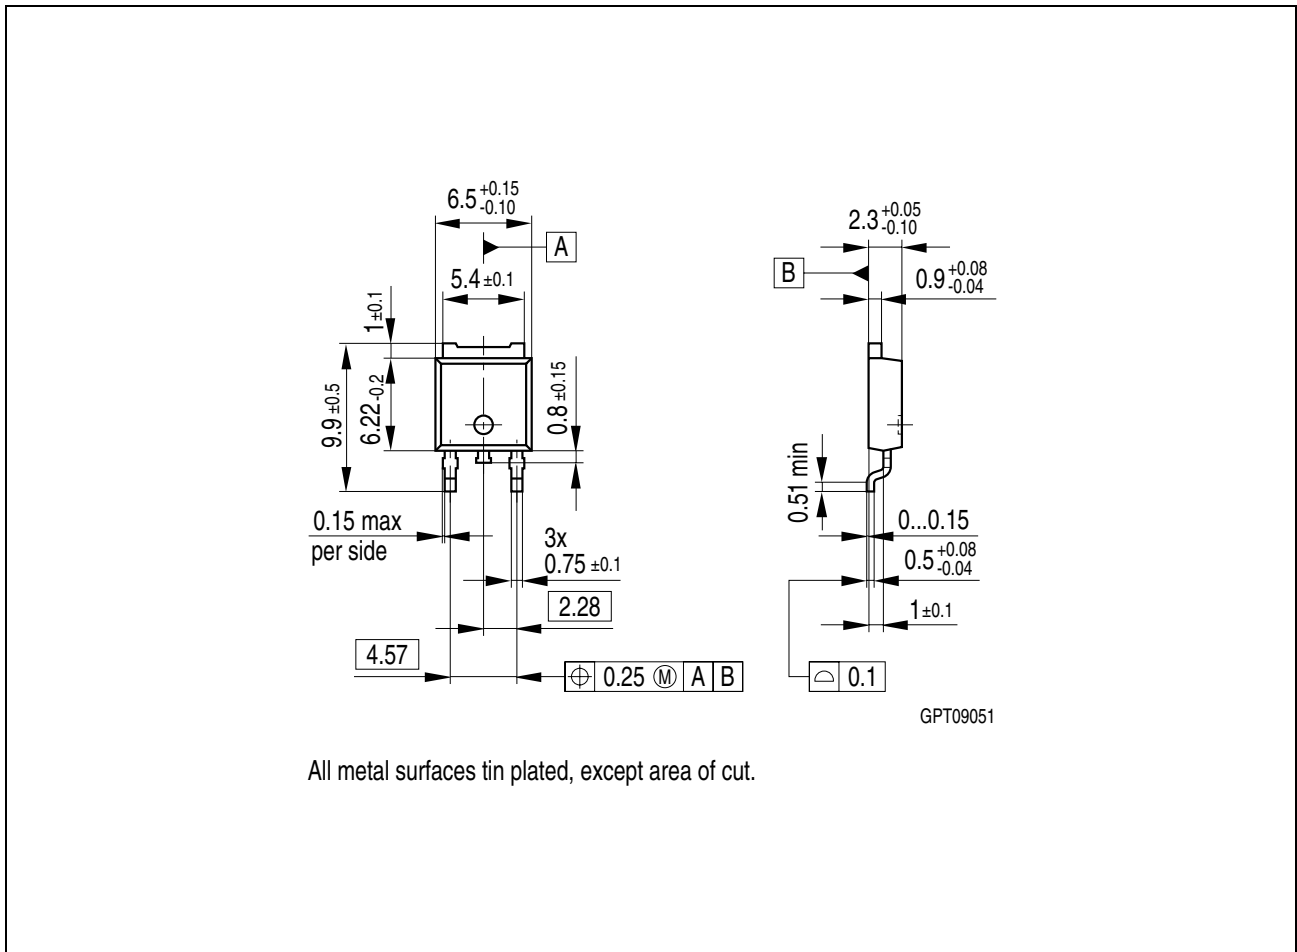 6.5 +0.15 -0.10
A
5.4 ±0.1
1±0.1
9.9 ±0.5
6.22 -0.2
0.8 ±0.15
0.15 max
per side
3x
0.75 ±0.1
2.28
4.57
0.25 Ⓜ A B
2.3 +0.05 -0.10
B
0.9 +0.08 -0.04
0.51 min
0...0.15
0.5 +0.08 -0.04
1±0.1
0.1
GPT09051
All metal surfaces tin plated, except area of cut.